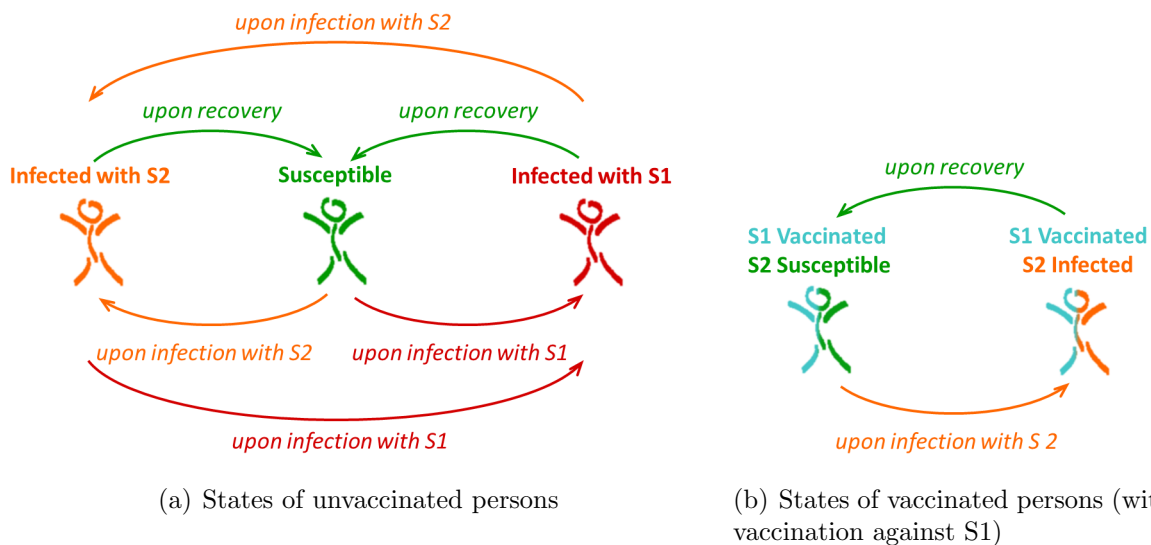 upon infection with S2
upon recovery
upon recovery
Infected with S2
Susceptible
Infected with S1
upon infection with S2
upon infection with S1
upon infection with S1
(a) States of unvaccinated persons
upon recovery
S1 Vaccinated
S2 Susceptible
S1 Vaccinated
S2 Infected
upon infection with S 2
(b) States of vaccinated persons (wit
vaccination against S1)